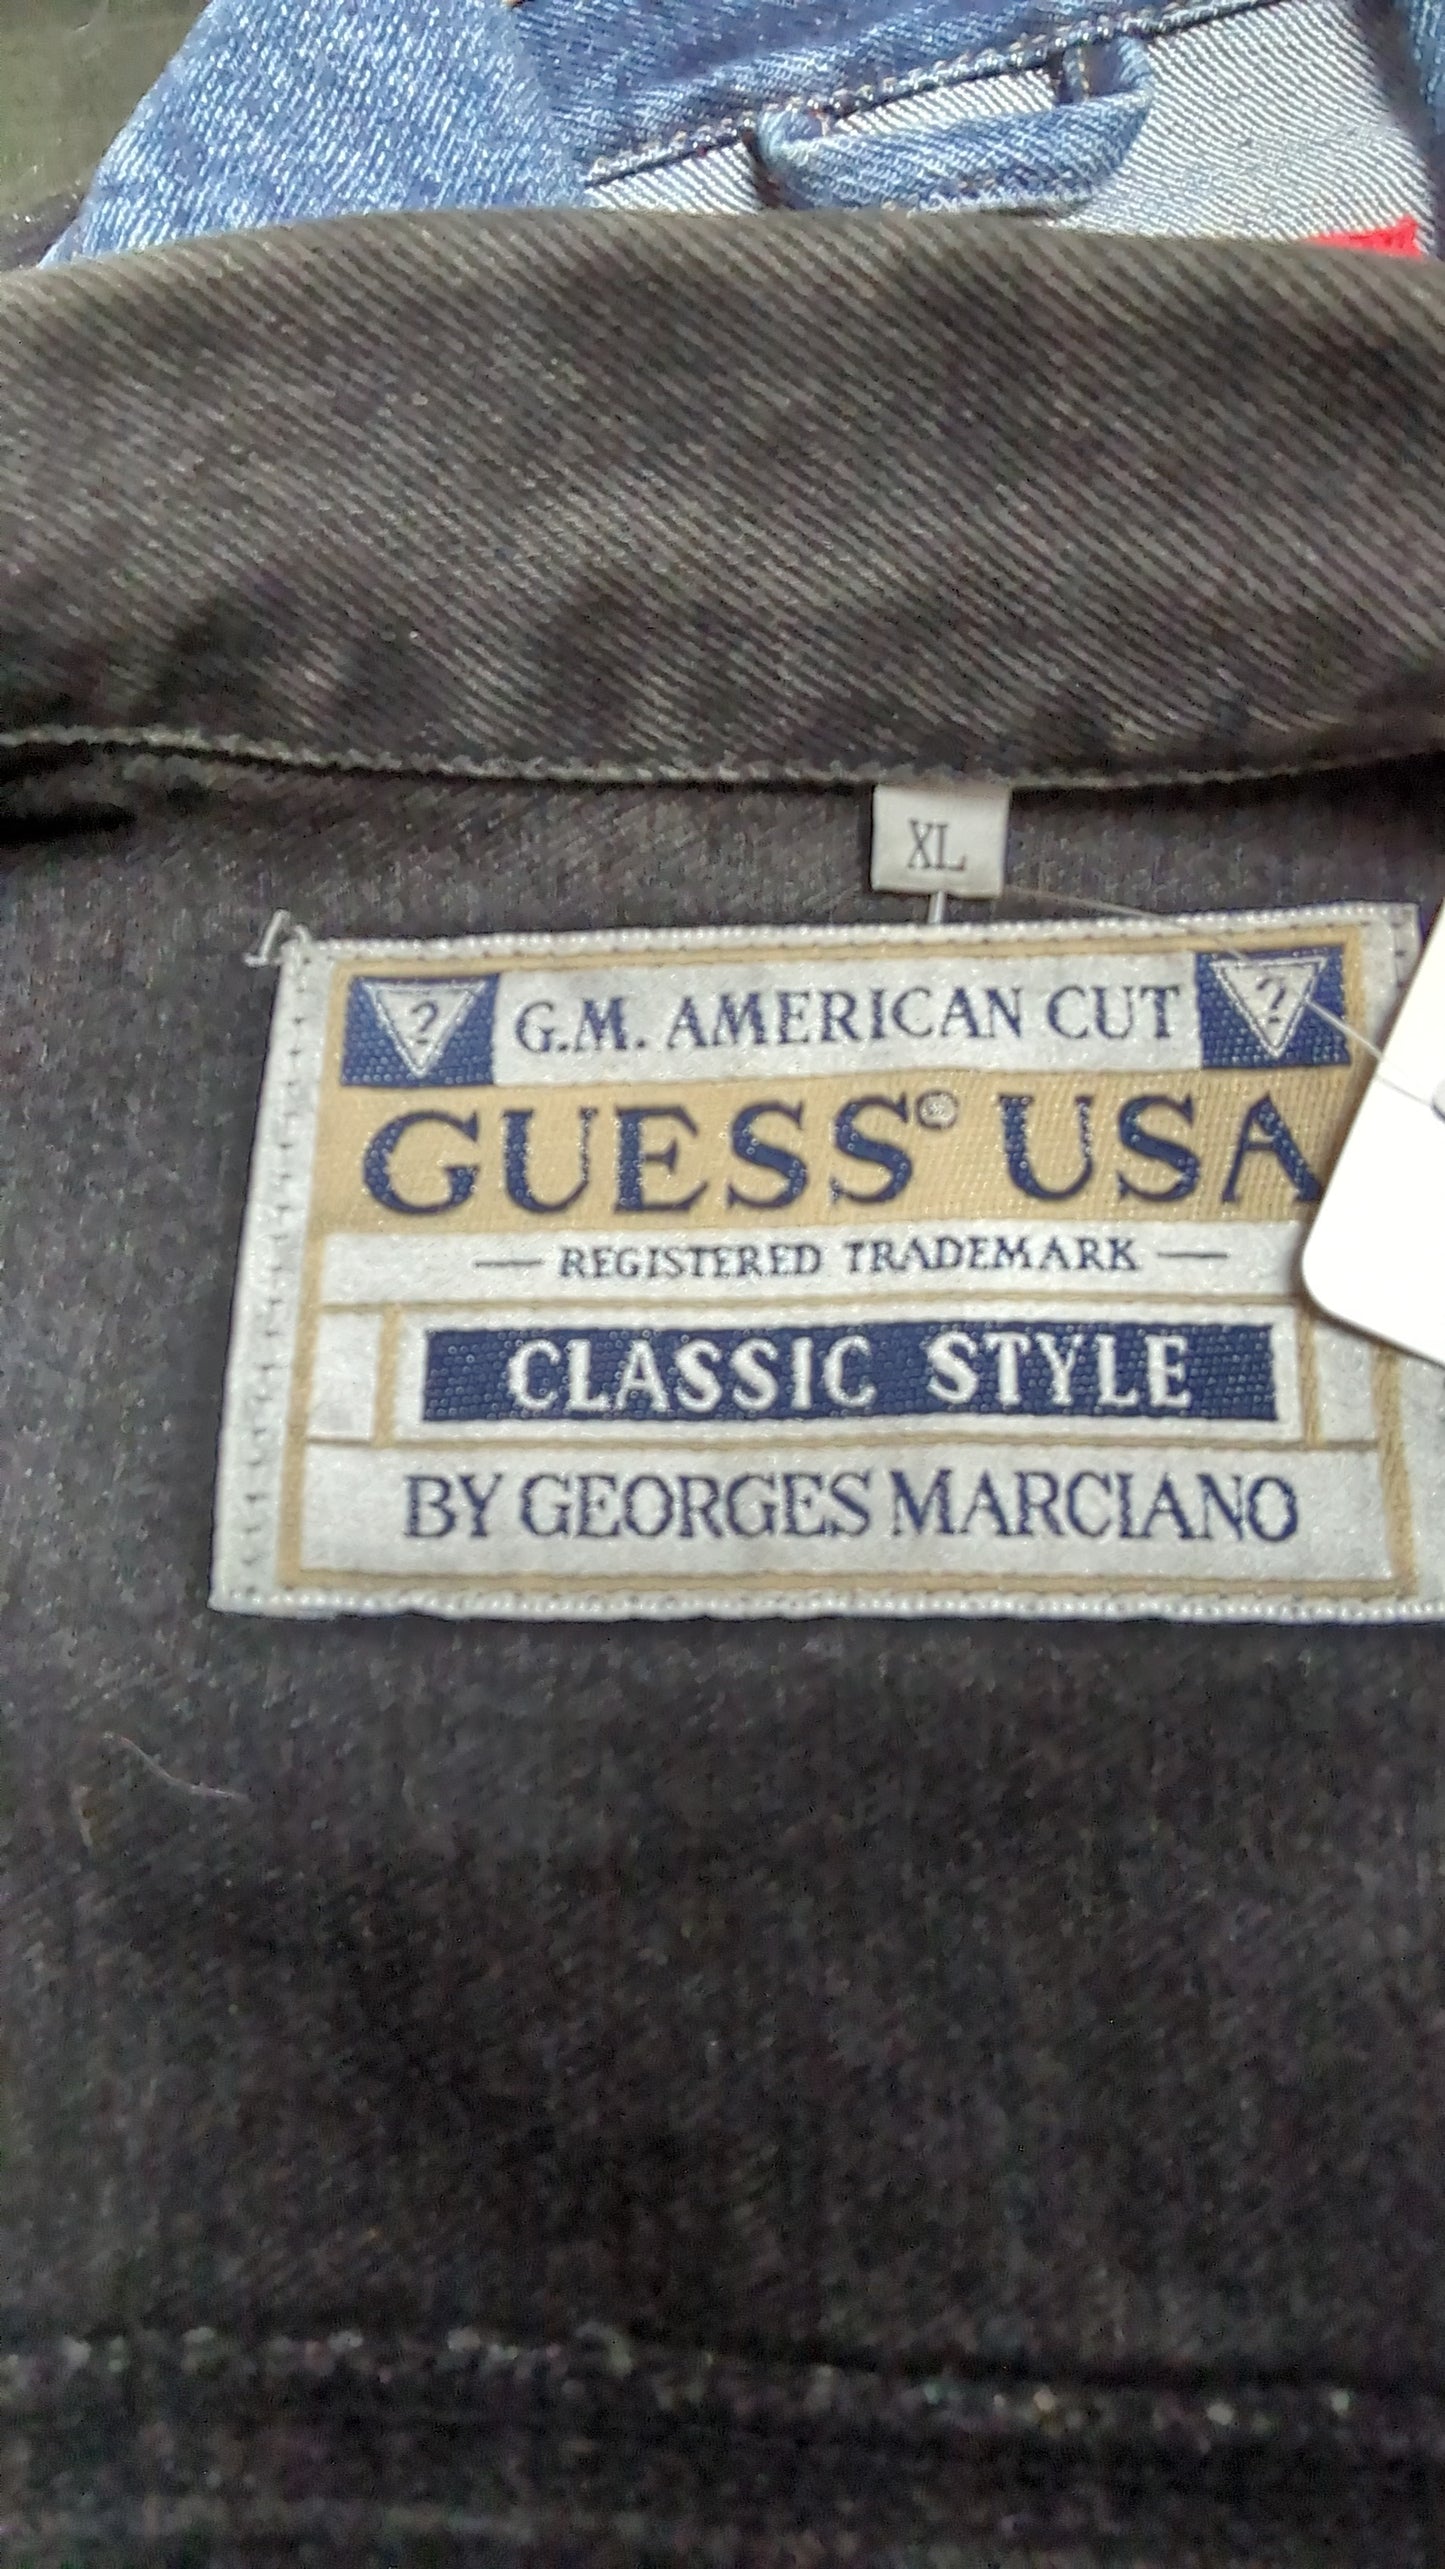 XL
? G.M. AMERICAN CUT ?
GUESS® USA
— REGISTERED TRADEMARK —
CLASSIC STYLE
BY GEORGES MARCIANO